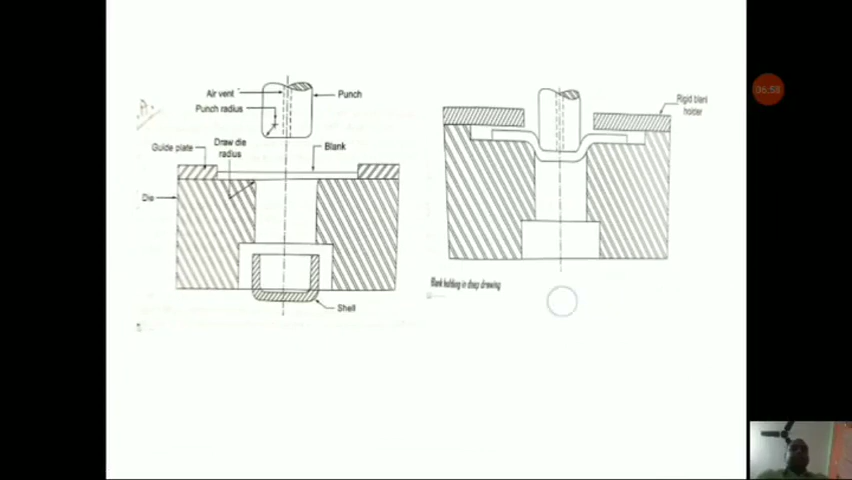 Air vent
Punch
Punch radius
Draw die
radius
Guide plate
Blank
Die
Shell
Rigid blank
holder
Blank holding in deep drawing
06:58